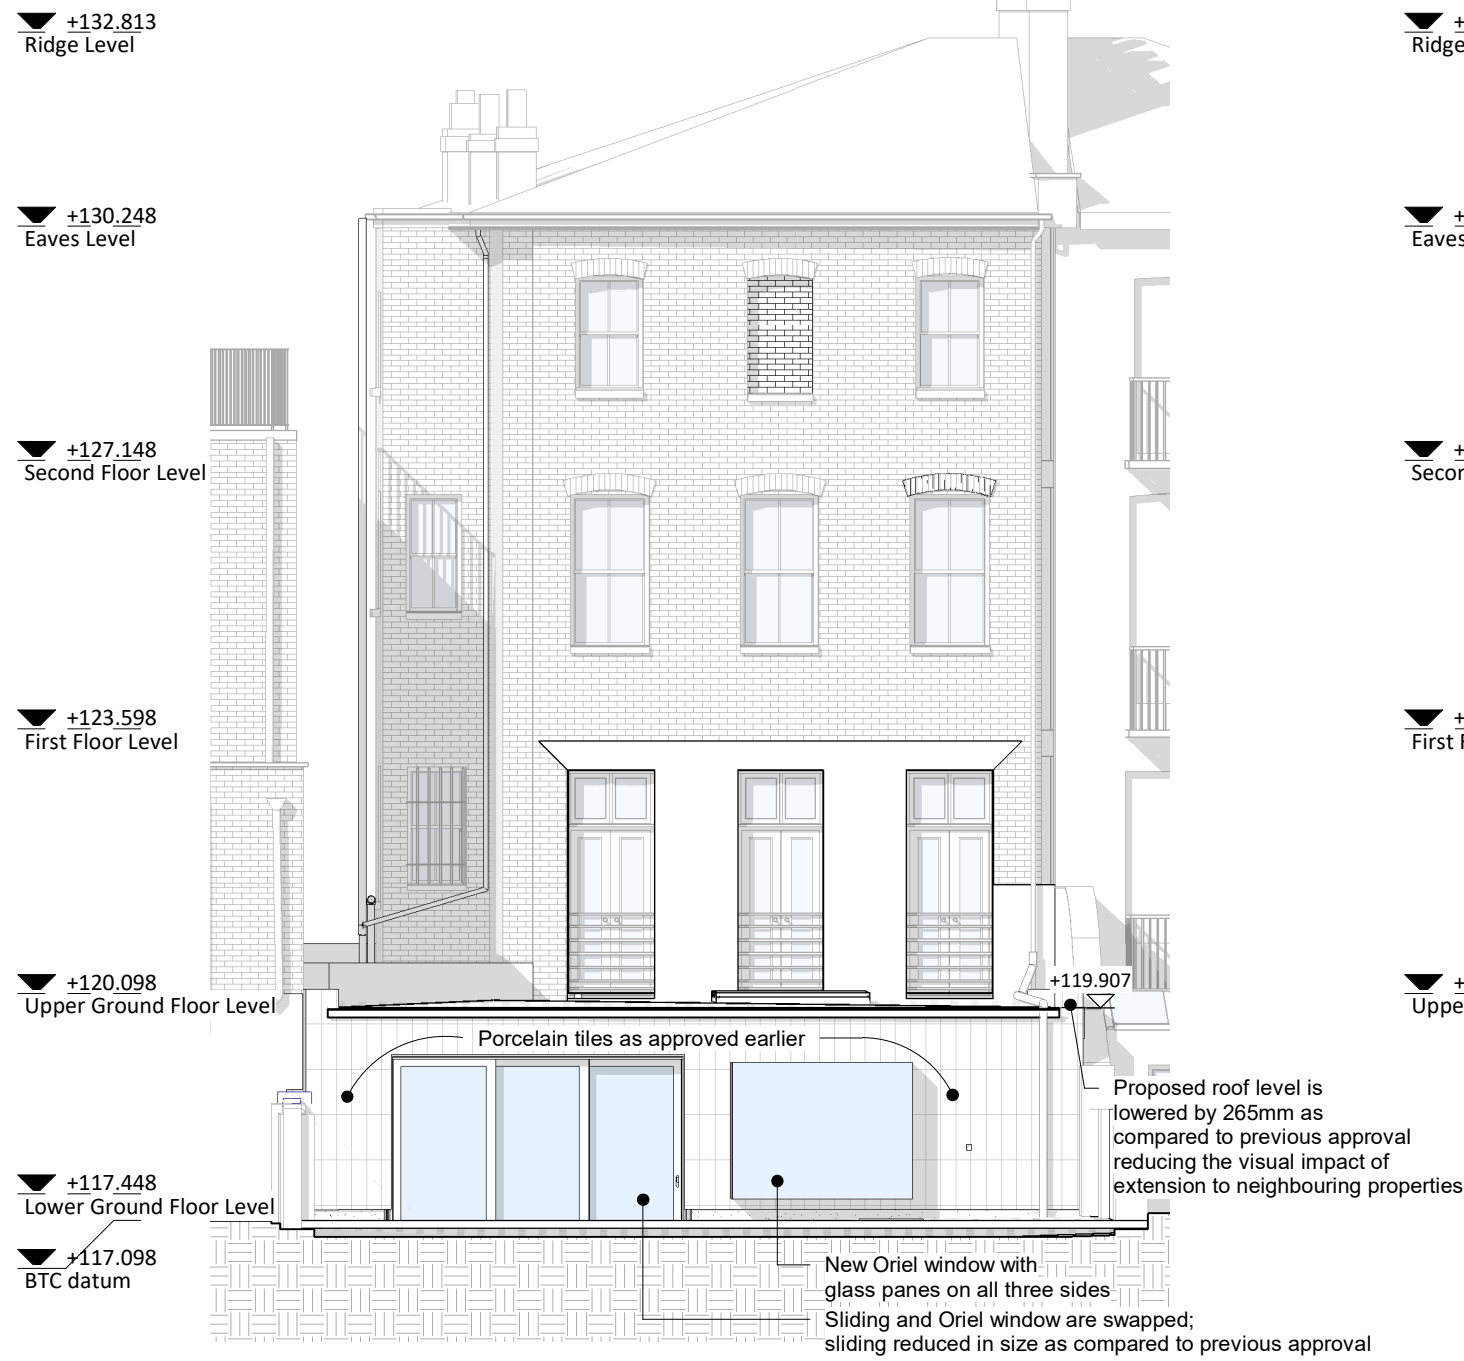 +132.813
Ridge Level
+130.248
Eaves Level
+127.148
Second Floor Level
+123.598
First Floor Level
+120.098
Upper Ground Floor Level
+117.448
Lower Ground Floor Level
+117.098
BTC datum
+119.907
Porcelain tiles as approved earlier
Proposed roof level is
lowered by 265mm as
compared to previous approval
reducing the visual impact of
extension to neighbouring properties
New Oriel window with
glass panes on all three sides
Sliding and Oriel window are swapped;
sliding reduced in size as compared to previous approval
+
Ridge
+
Eaves
+
Secon
+
First F
+
Uppe